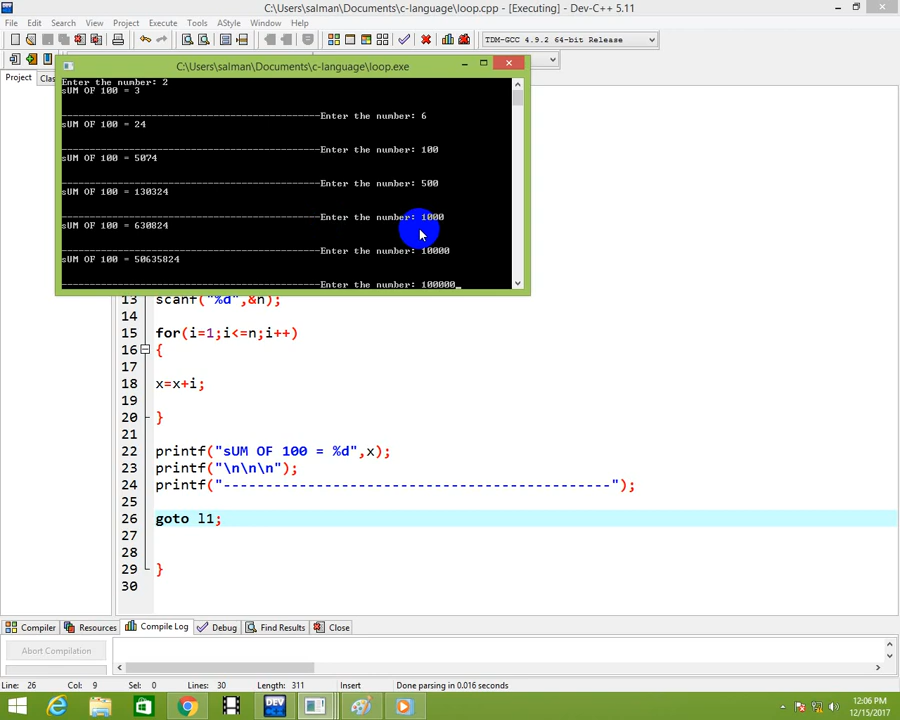 C:\Users\salman\Documents\c-language\loop.cpp - [Executing] - Dev-C++ 5.11
File Edit Search View Project Execute Tools AStyle Window Help
TDM-GCC 4.9.2 64-bit Release
Project Clas
C:\Users\salman\Documents\c-language\loop.exe
Enter the number: 2
sUM OF 100 = 3
----------------------------------------------Enter the number: 6
sUM OF 100 = 24
----------------------------------------------Enter the number: 100
sUM OF 100 = 5074
----------------------------------------------Enter the number: 500
sUM OF 100 = 130324
----------------------------------------------Enter the number: 1000
sUM OF 100 = 630824
----------------------------------------------Enter the number: 10000
sUM OF 100 = 50635824
----------------------------------------------Enter the number: 100000_
13 scanf("%d",&n);
14
15 for(i=1;i<=n;i++)
16 {
17
18 x=x+i;
19
20 }
21
22 printf("sUM OF 100 = %d",x);
23 printf("\n\n\n");
24 printf("----------------------------------------------");
25
26 goto l1;
27
28
29 }
30
Compiler Resources Compile Log Debug Find Results Close
Abort Compilation
Line: 26 Col: 9 Sel: 0 Lines: 30 Length: 311 Insert Done parsing in 0.016 seconds
DEV
12:06 PM
12/15/2017